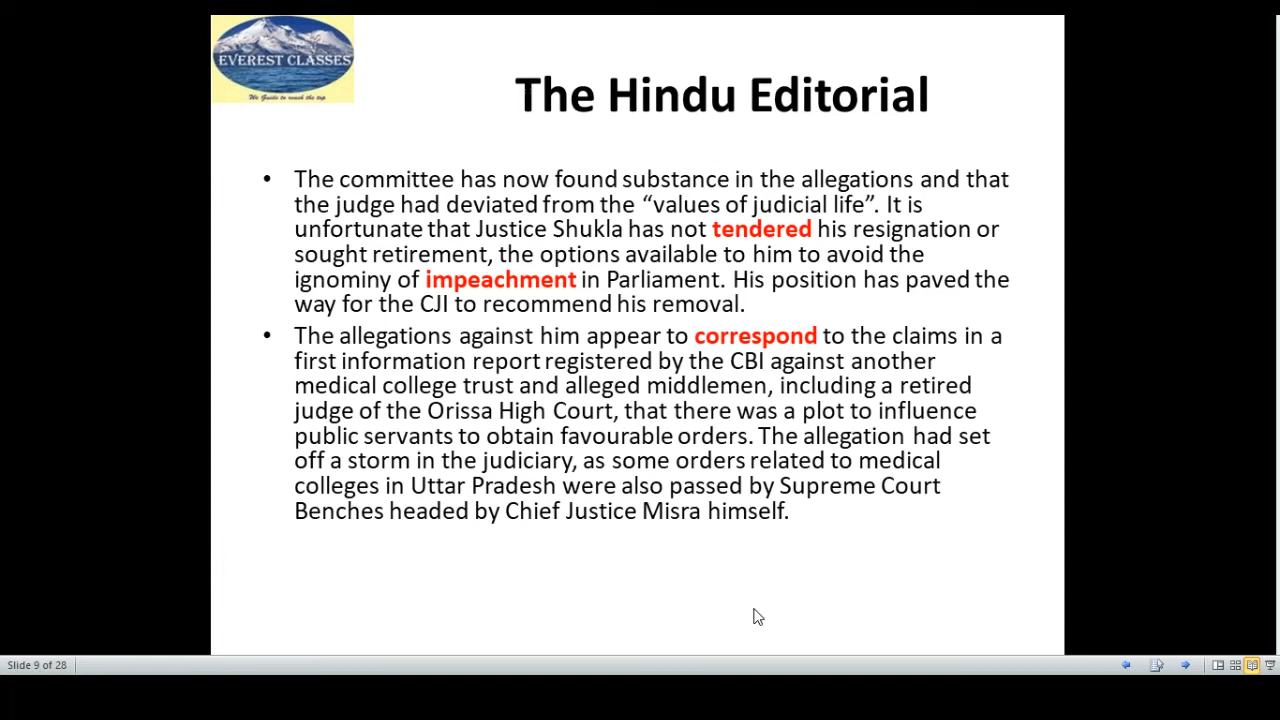 EVEREST CLASSES
We Guide to reach the top
The Hindu Editorial
• The committee has now found substance in the allegations and that
the judge had deviated from the “values of judicial life”. It is
unfortunate that Justice Shukla has not tendered his resignation or
sought retirement, the options available to him to avoid the
ignominy of impeachment in Parliament. His position has paved the
way for the CJI to recommend his removal.
• The allegations against him appear to correspond to the claims in a
first information report registered by the CBI against another
medical college trust and alleged middlemen, including a retired
judge of the Orissa High Court, that there was a plot to influence
public servants to obtain favourable orders. The allegation had set
off a storm in the judiciary, as some orders related to medical
colleges in Uttar Pradesh were also passed by Supreme Court
Benches headed by Chief Justice Misra himself.
Slide 9 of 28